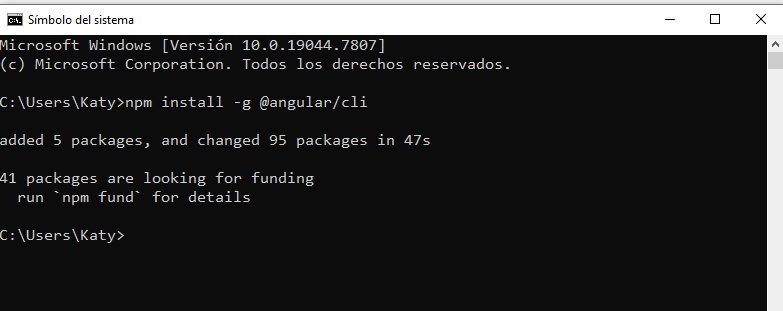 Símbolo del sistema
Microsoft Windows [Versión 10.0.19044.7807]
(c) Microsoft Corporation. Todos los derechos reservados.
C:\Users\Katy>npm install -g @angular/cli
added 5 packages, and changed 95 packages in 47s
41 packages are looking for funding
  run `npm fund` for details
C:\Users\Katy>